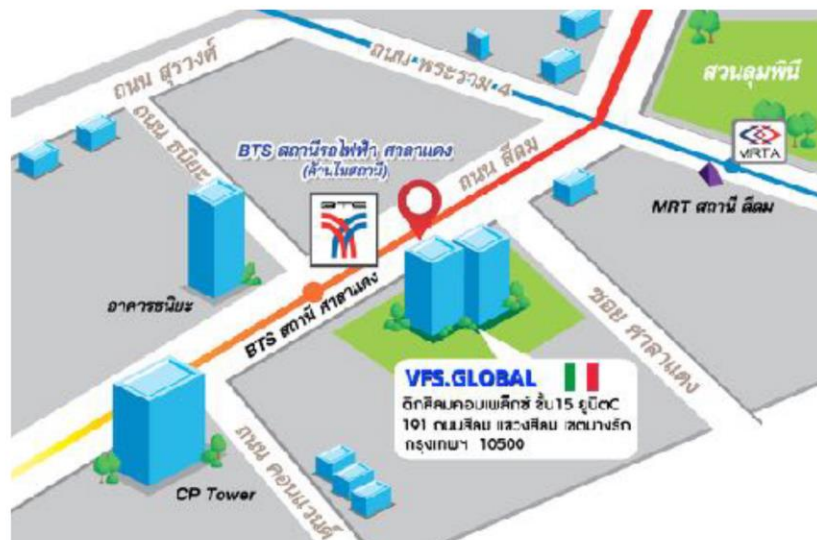 ถนน สุรวงศ์
ถนน พระราม 4
สวนลุมพินี
ถนน ธนิยะ
BTS สถานีรถไฟฟ้า ศาลาแดง
(ด้านในสถานี)
ถนน สีลม
MRTA
BTS
MRT สถานี สีลม
อาคารธนิยะ
BTS สถานี ศาลาแดง
ซอย ศาลาแดง
VFS.GLOBAL
ตึกสีลมคอมเพล็กซ์ ชั้น15 ยูนิตC
191 ถนนสีลม แขวงสีลม เขตบางรัก
กรุงเทพฯ 10500
CP Tower
ถนน คอนแวนต์